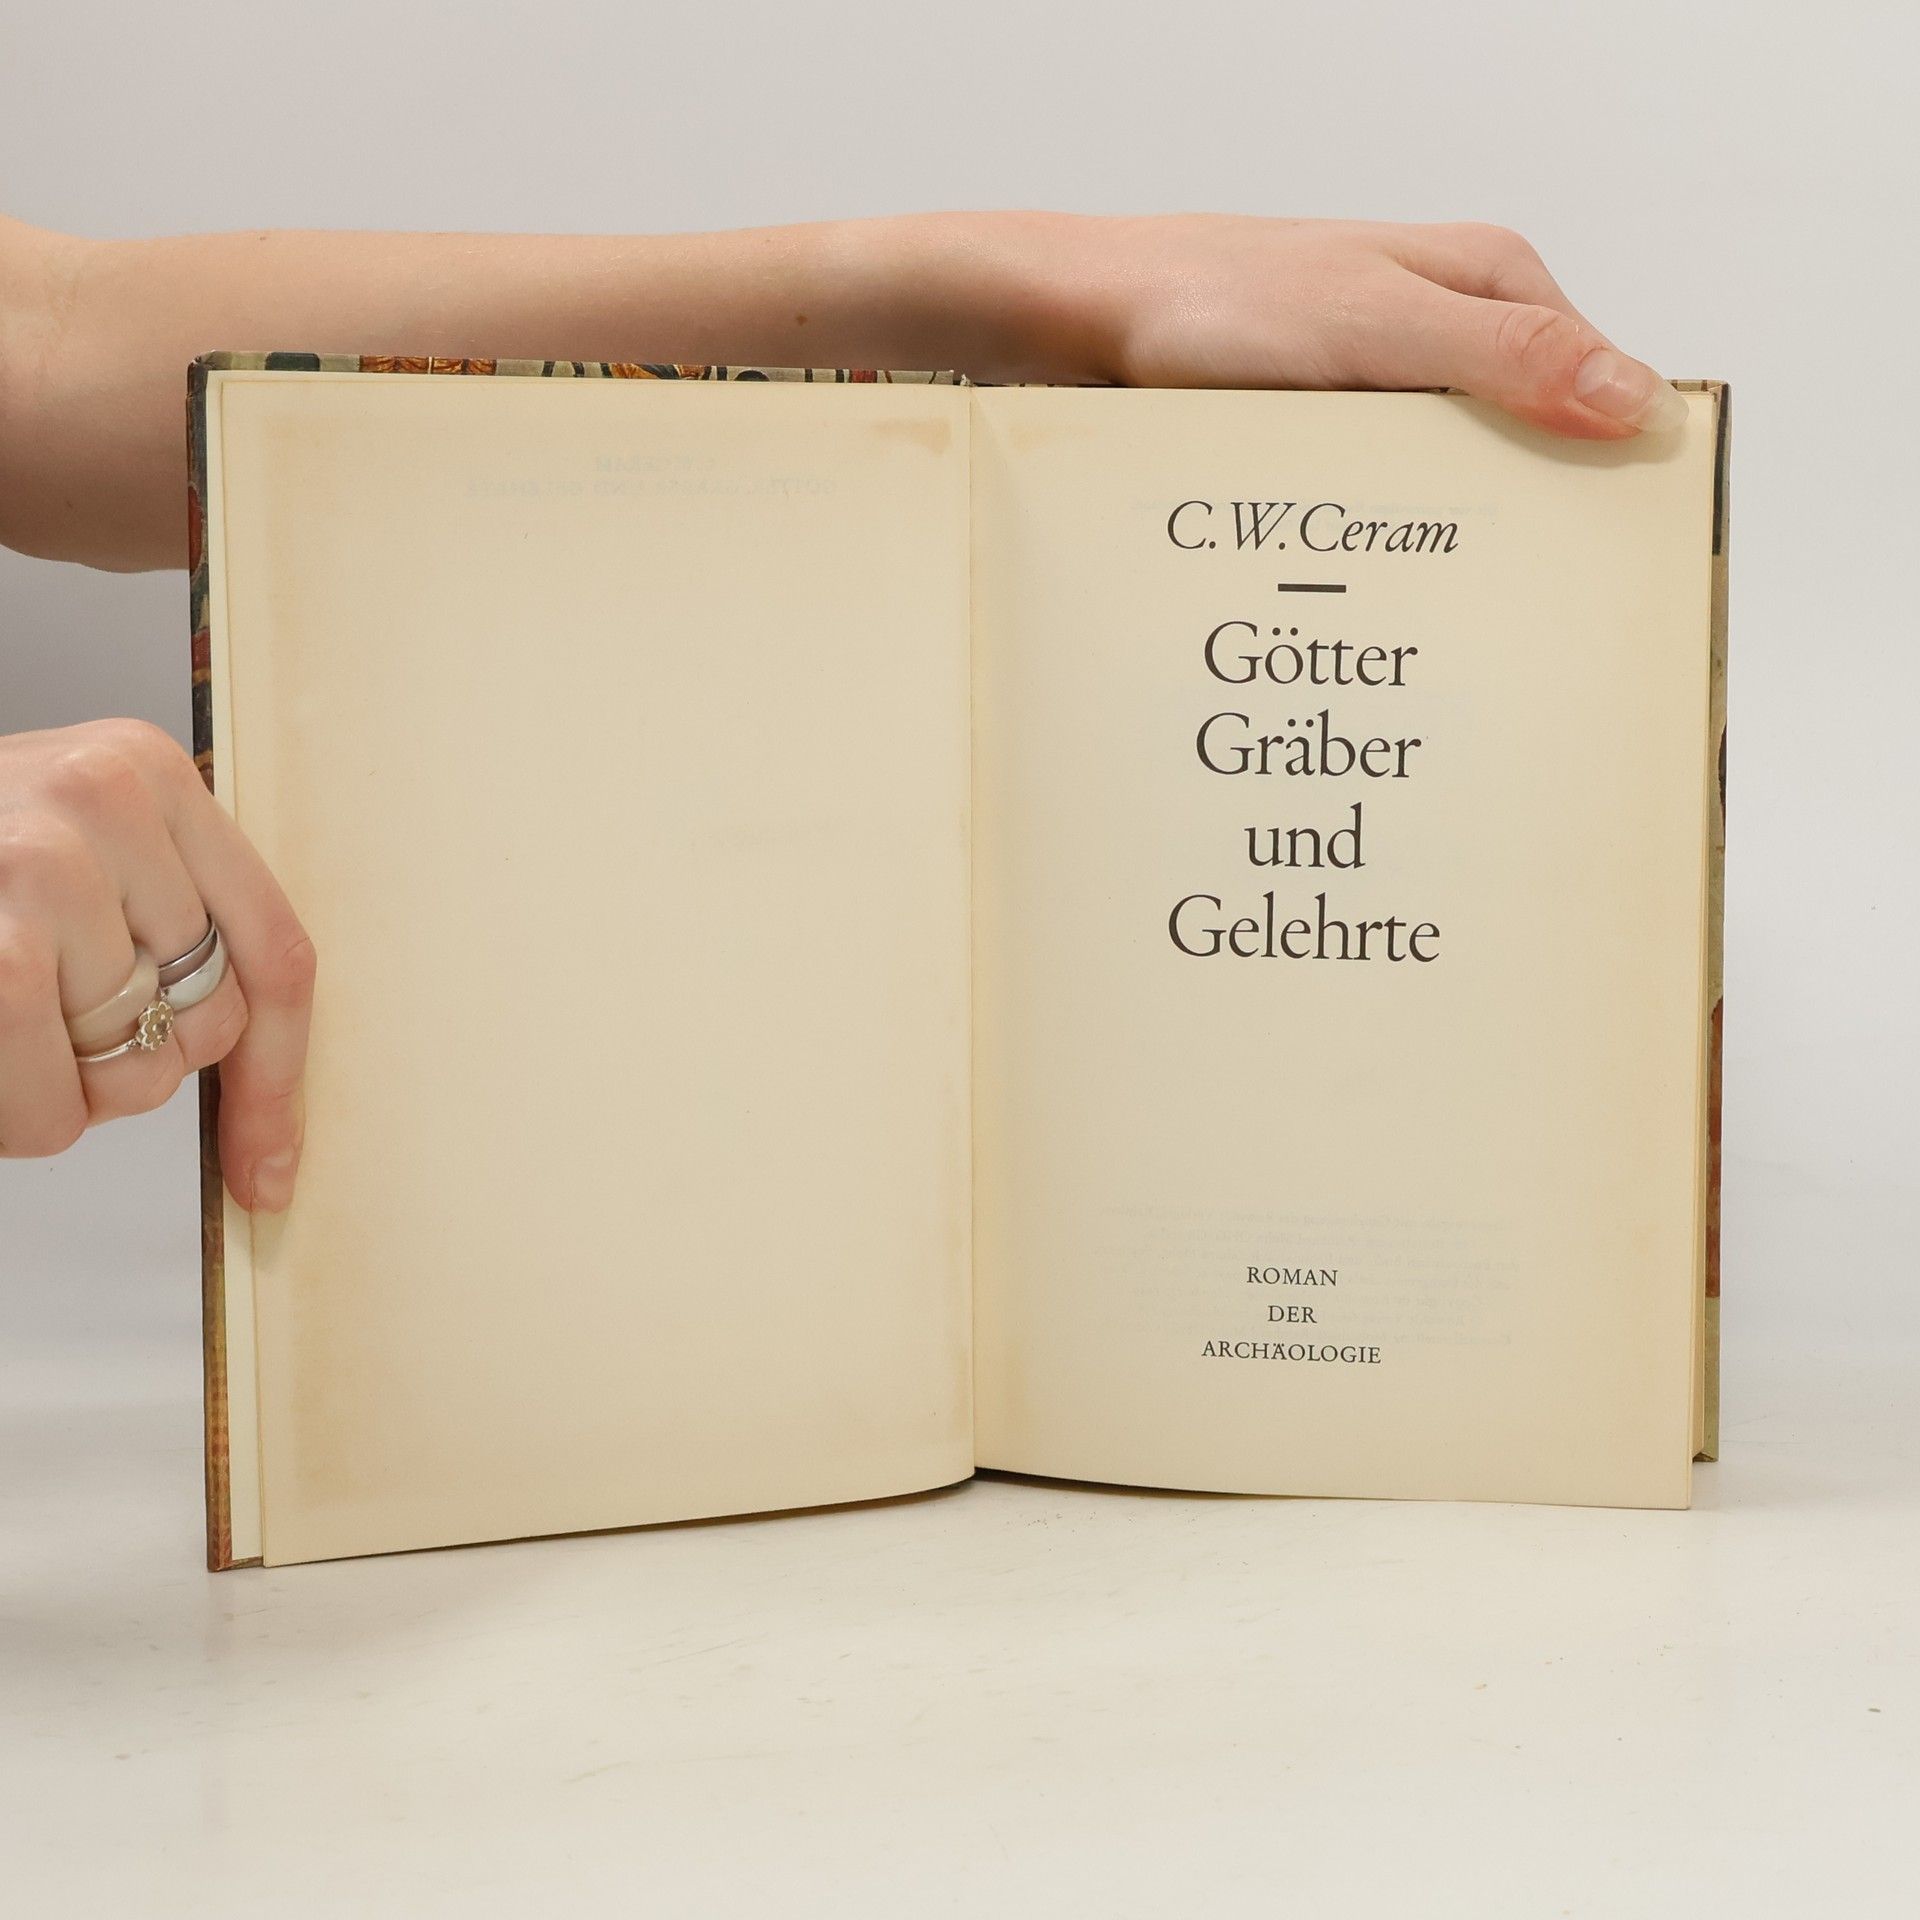 C. W. Ceram
Götter
Gräber
und
Gelehrte
ROMAN
DER
ARCHÄOLOGIE